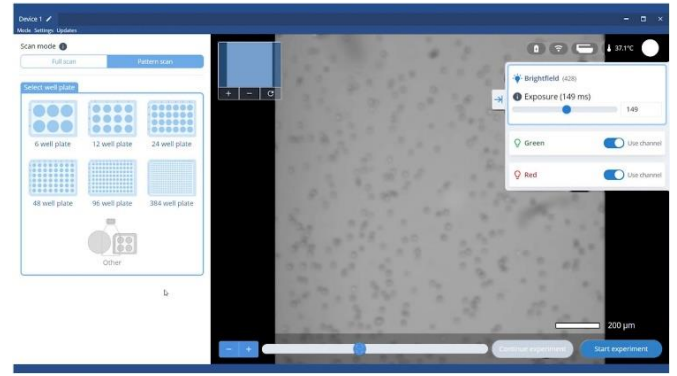 Device 1
Mode Settings Updates
Scan mode
Full scan Pattern scan
Select well plate
6 well plate 12 well plate 24 well plate
48 well plate 96 well plate 384 well plate
Other
37.1°C
Brightfield (428)
Exposure (149 ms)
149
Green Use channel
Red Use channel
200 μm
Continue experiment Start experiment